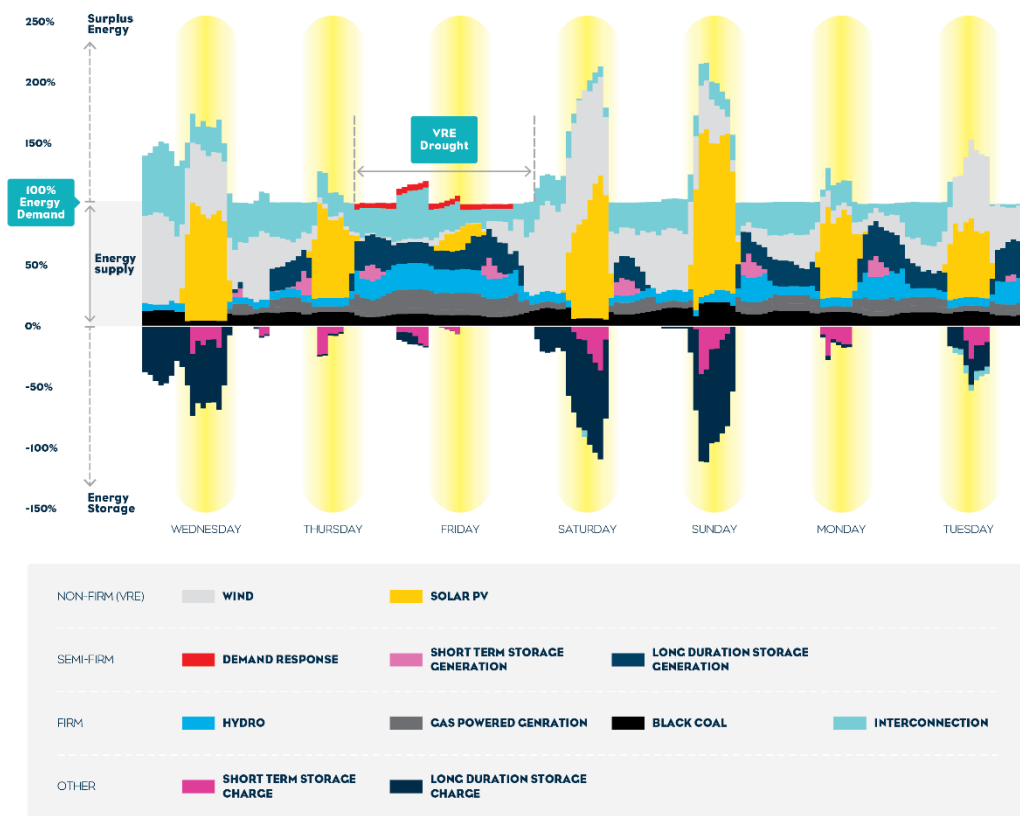 250%
Surplus
Energy
200%
150%
VRE
Drought
100%
Energy
Demand
Energy
supply
50%
0%
-50%
-100%
Energy
Storage
-150%
WEDNESDAY
THURSDAY
FRIDAY
SATURDAY
SUNDAY
MONDAY
TUESDAY
NON-FIRM (VRE)
WIND
SOLAR PV
SEMI-FIRM
DEMAND RESPONSE
SHORT TERM STORAGE
GENERATION
LONG DURATION STORAGE
GENERATION
FIRM
HYDRO
GAS POWERED GENRATION
BLACK COAL
INTERCONNECTION
OTHER
SHORT TERM STORAGE
CHARGE
LONG DURATION STORAGE
CHARGE